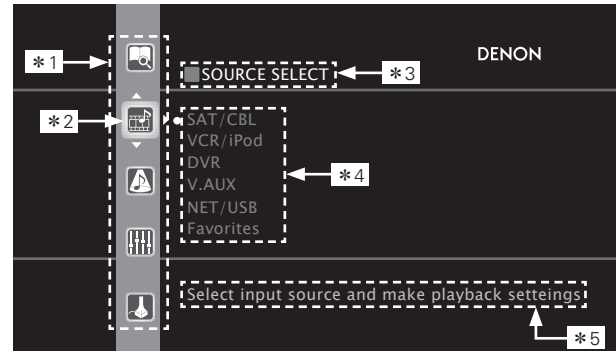 DENON
*1
SOURCE SELECT
*3
*2
SAT/CBL
VCR/iPod
DVR
V.AUX
NET/USB
Favorites
*4
Select input source and make playback setteings
*5